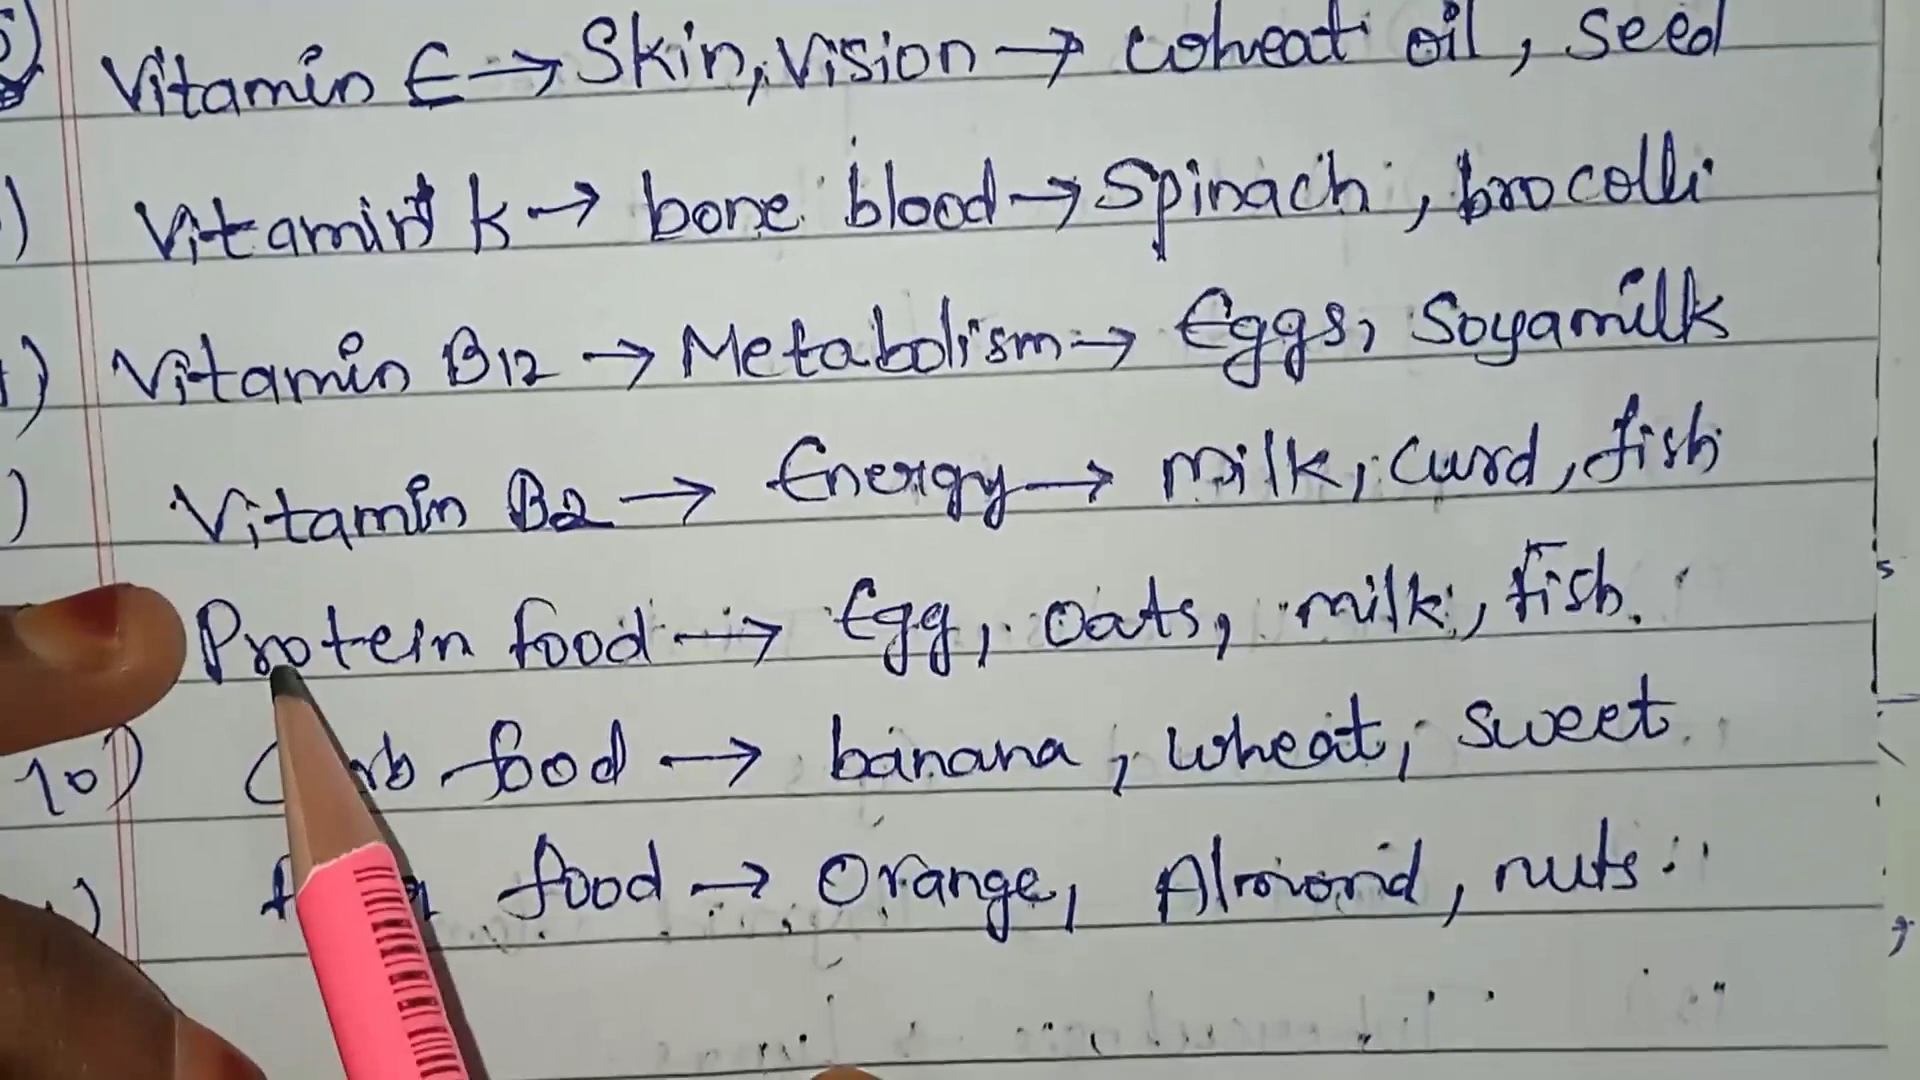 Vitamin E → Skin, Vision → wheat oil, seed
) Vitamin K → bone blood → Spinach, brocolli
) Vitamin B12 → Metabolism → Eggs, Soyamilk
) Vitamin B2 → Energy → milk, curd, fish
Protein food → Egg, Oats, milk, fish.
10) food → banana, wheat, sweet
) food → Orange, Almond, nuts